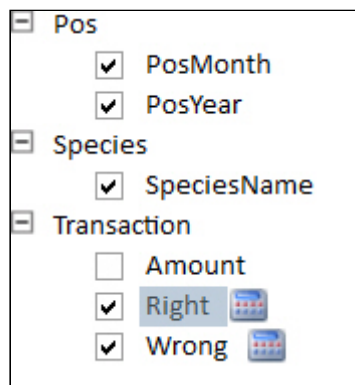 Pos
PosMonth
PosYear
Species
SpeciesName
Transaction
Amount
Right
Wrong